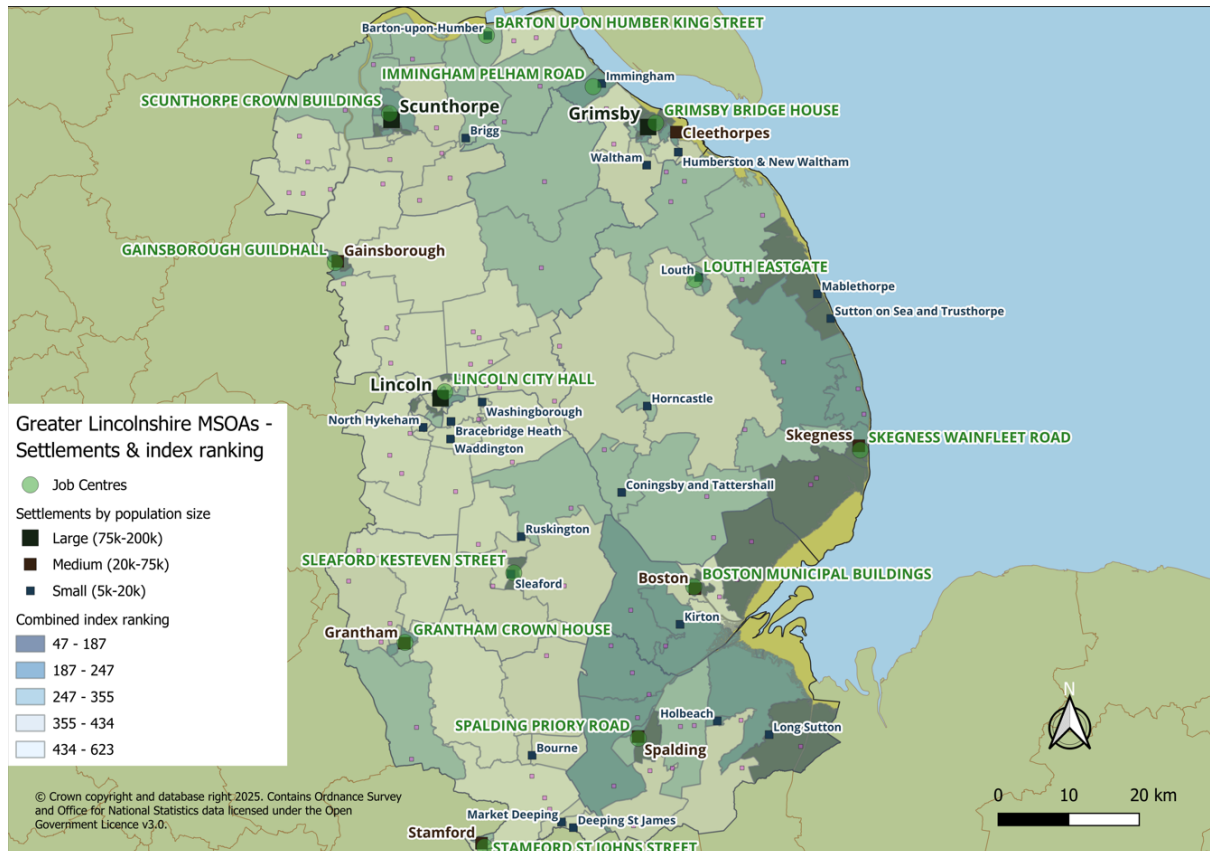 Barton-upon-Humber
BARTON UPON HUMBER KING STREET
IMMINGHAM PELHAM ROAD
Immingham
SCUNTHORPE CROWN BUILDINGS
Scunthorpe
Grimsby
GRIMSBY BRIDGE HOUSE
Cleethorpes
Brigg
Waltham
Humberston & New Waltham
GAINSBOROUGH GUILDHALL
Gainsborough
Louth
LOUTH EASTGATE
Mablethorpe
Sutton on Sea and Trusthorpe
Lincoln
LINCOLN CITY HALL
Washingborough
Horncastle
North Hykeham
Bracebridge Heath
Waddington
Skegness
SKEGNESS WAINFLEET ROAD
Coningsby and Tattershall
Ruskington
SLEAFORD KESTEVEN STREET
Sleaford
Boston
BOSTON MUNICIPAL BUILDINGS
Kirton
Grantham
GRANTHAM CROWN HOUSE
Holbeach
SPALDING PRIORY ROAD
Long Sutton
Spalding
Bourne
Market Deeping
Deeping St James
Stamford
STAMFORD ST JOHNS STREET
Greater Lincolnshire MSOAs -
Settlements & index ranking
Job Centres
Settlements by population size
Large (75k-200k)
Medium (20k-75k)
Small (5k-20k)
Combined index ranking
47 - 187
187 - 247
247 - 355
355 - 434
434 - 623
© Crown copyright and database right 2025. Contains Ordnance Survey
and Office for National Statistics data licensed under the Open
Government Licence v3.0.
N
0 10 20 km